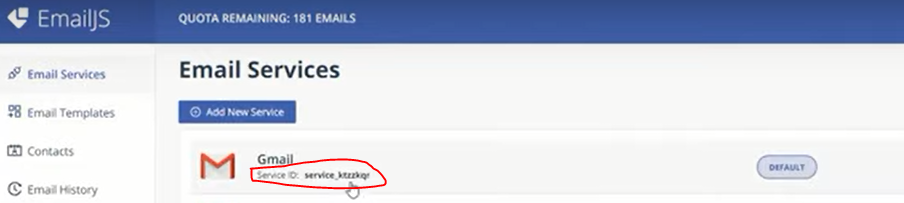 EmailJS
QUOTA REMAINING: 181 EMAILS
Email Services
Email Templates
Contacts
Email History
Email Services
Add New Service
Gmail
Service ID:
DEFAULT